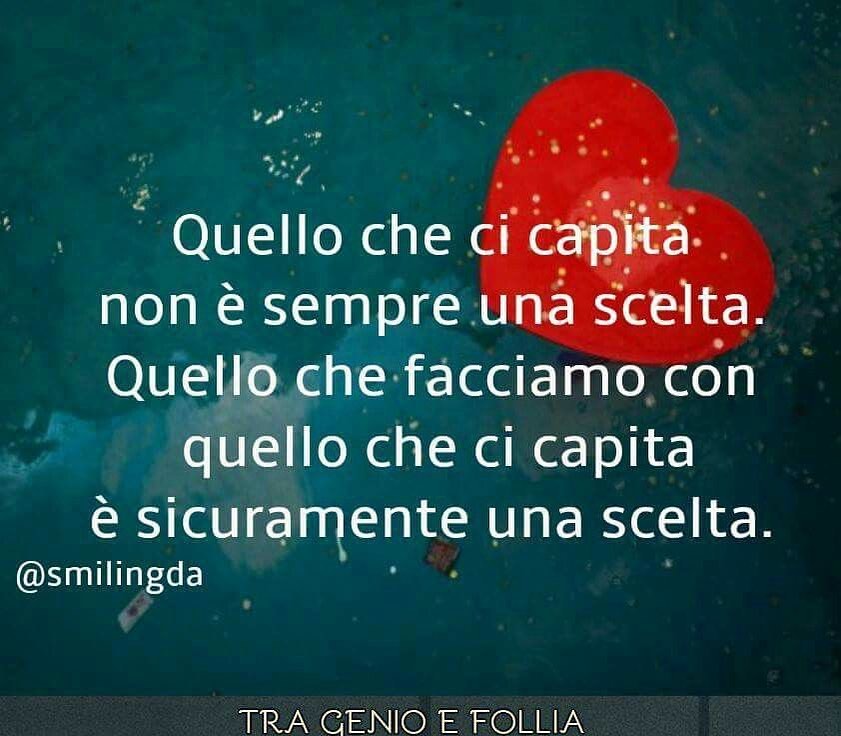 Quello che ci capita
non è sempre una scelta.
Quello che facciamo con
quello che ci capita
è sicuramente una scelta.
@smilingda
TRA GENIO E FOLLIA